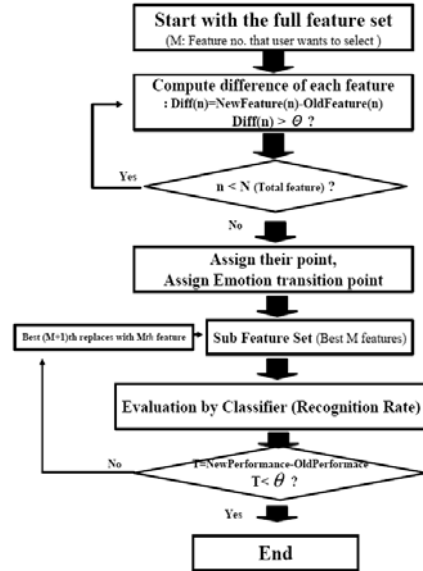 Start with the full feature set
(M: Feature no. that user wants to select )
Compute difference of each feature
: Diff(n)=NewFeature(n)-OldFeature(n)
Diff(n) > Θ ?
Yes
n < N (Total feature) ?
No
Assign their point,
Assign Emotion transition point
Best (M+1)th replaces with Mth feature
Sub Feature Set (Best M features)
Evaluation by Classifier (Recognition Rate)
No
T=NewPerformance-OldPerformace
T< θ ?
Yes
End